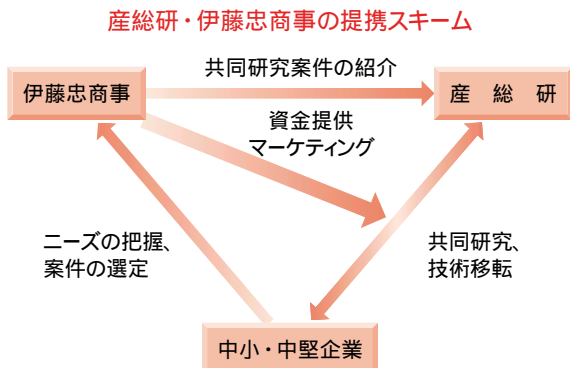 産総研・伊藤忠商事の提携スキーム
共同研究案件の紹介
伊藤忠商事
産 総 研
資金提供
マーケティング
ニーズの把握、
案件の選定
共同研究、
技術移転
中小・中堅企業